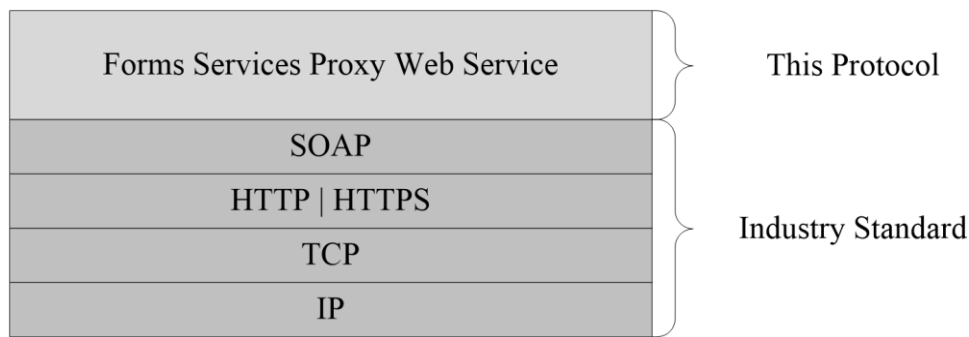 Forms Services Proxy Web Service
This Protocol
SOAP
HTTP | HTTPS
Industry Standard
TCP
IP